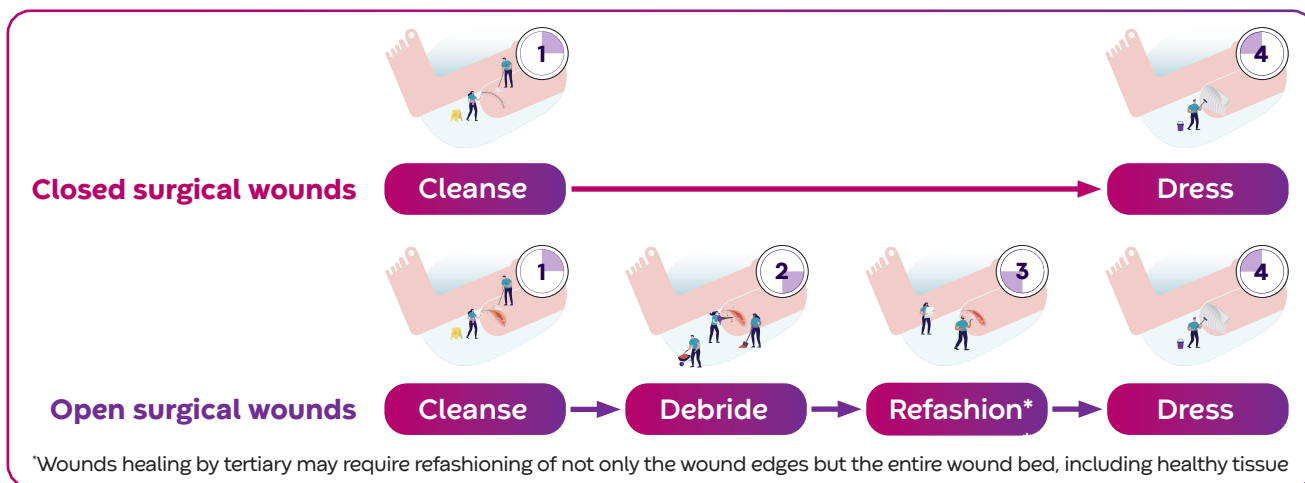 1
4
Closed surgical wounds
Cleanse
Dress
1
2
3
4
Open surgical wounds
Cleanse
Debride
Refashion*
Dress
*Wounds healing by tertiary may require refashioning of not only the wound edges but the entire wound bed, including healthy tissue